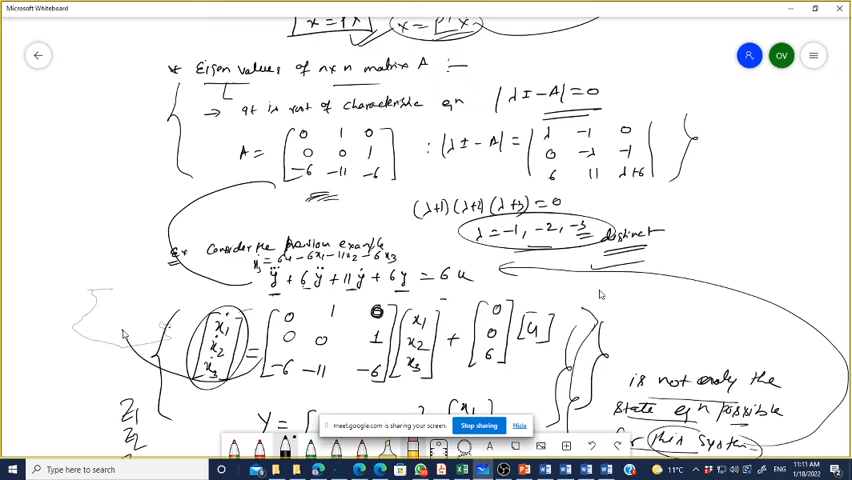 Microsoft Whiteboard
x = Px
x = P⁻¹x
OV
* Eigen values of n×n matrix A :-
→ It is root of characteristic eqn |λI-A| = 0
A = [0 1 0; 0 0 1; -6 -11 -6] : |λI-A| = |λ -1 0; 0 -λ -1; 6 11 λ+6|
(λ+1) (λ+2) (λ+3) = 0
λ = -1, -2, -3 distinct
Ex Consider the previous example
ẋ3 = 6u - 6x1 - 11x2 - 6x3
y⃛ + 6ÿ + 11ẏ + 6y = 6u
[ẋ1; ẋ2; ẋ3] = [0 1 0; 0 0 1; -6 -11 -6] [x1; x2; x3] + [0; 0; 6] [u]
is not only the
state eqn possible
for this system
Z1
Z2
Y = [ x1
meet.google.com is sharing your screen.
Stop sharing
Hide
Type here to search
11°C
ENG
11:11 AM
1/18/2022